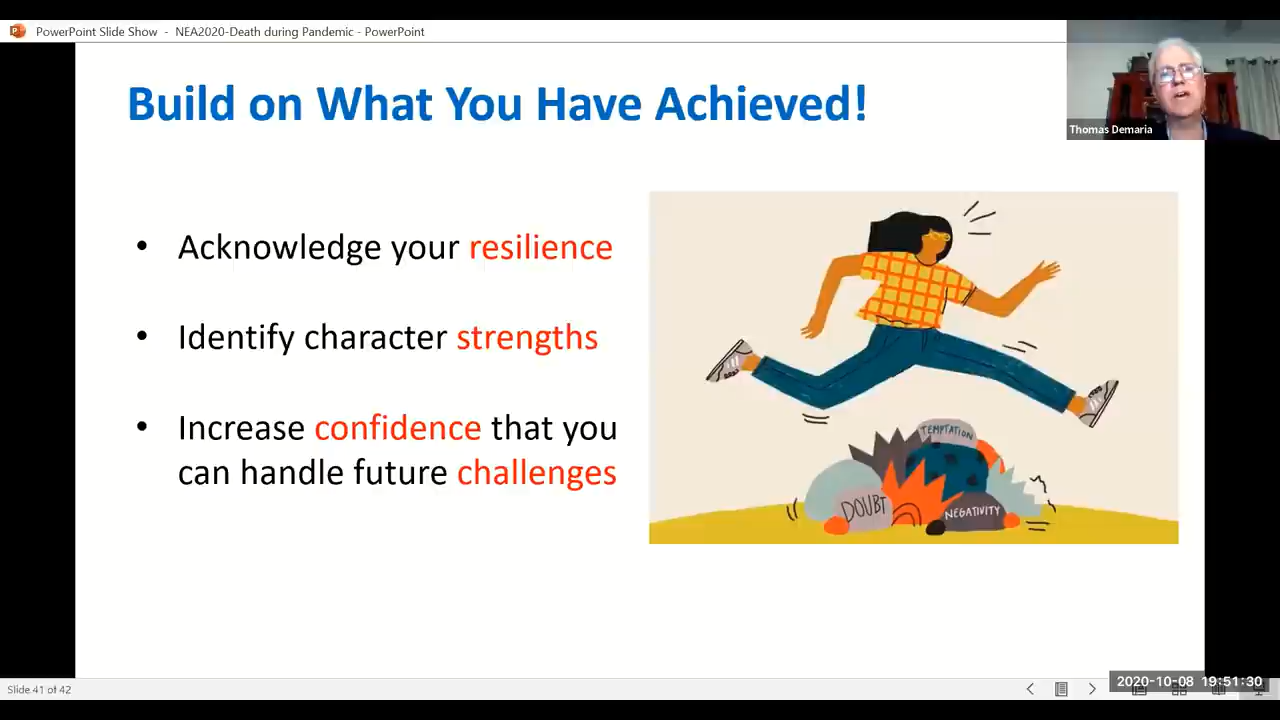 PowerPoint Slide Show - NEA2020-Death during Pandemic - PowerPoint
Thomas Demaria
Build on What You Have Achieved!
• Acknowledge your resilience
• Identify character strengths
• Increase confidence that you
can handle future challenges
TEMPTATION
DOUBT
NEGATIVITY
Slide 41 of 42
2020-10-08 19:51:30